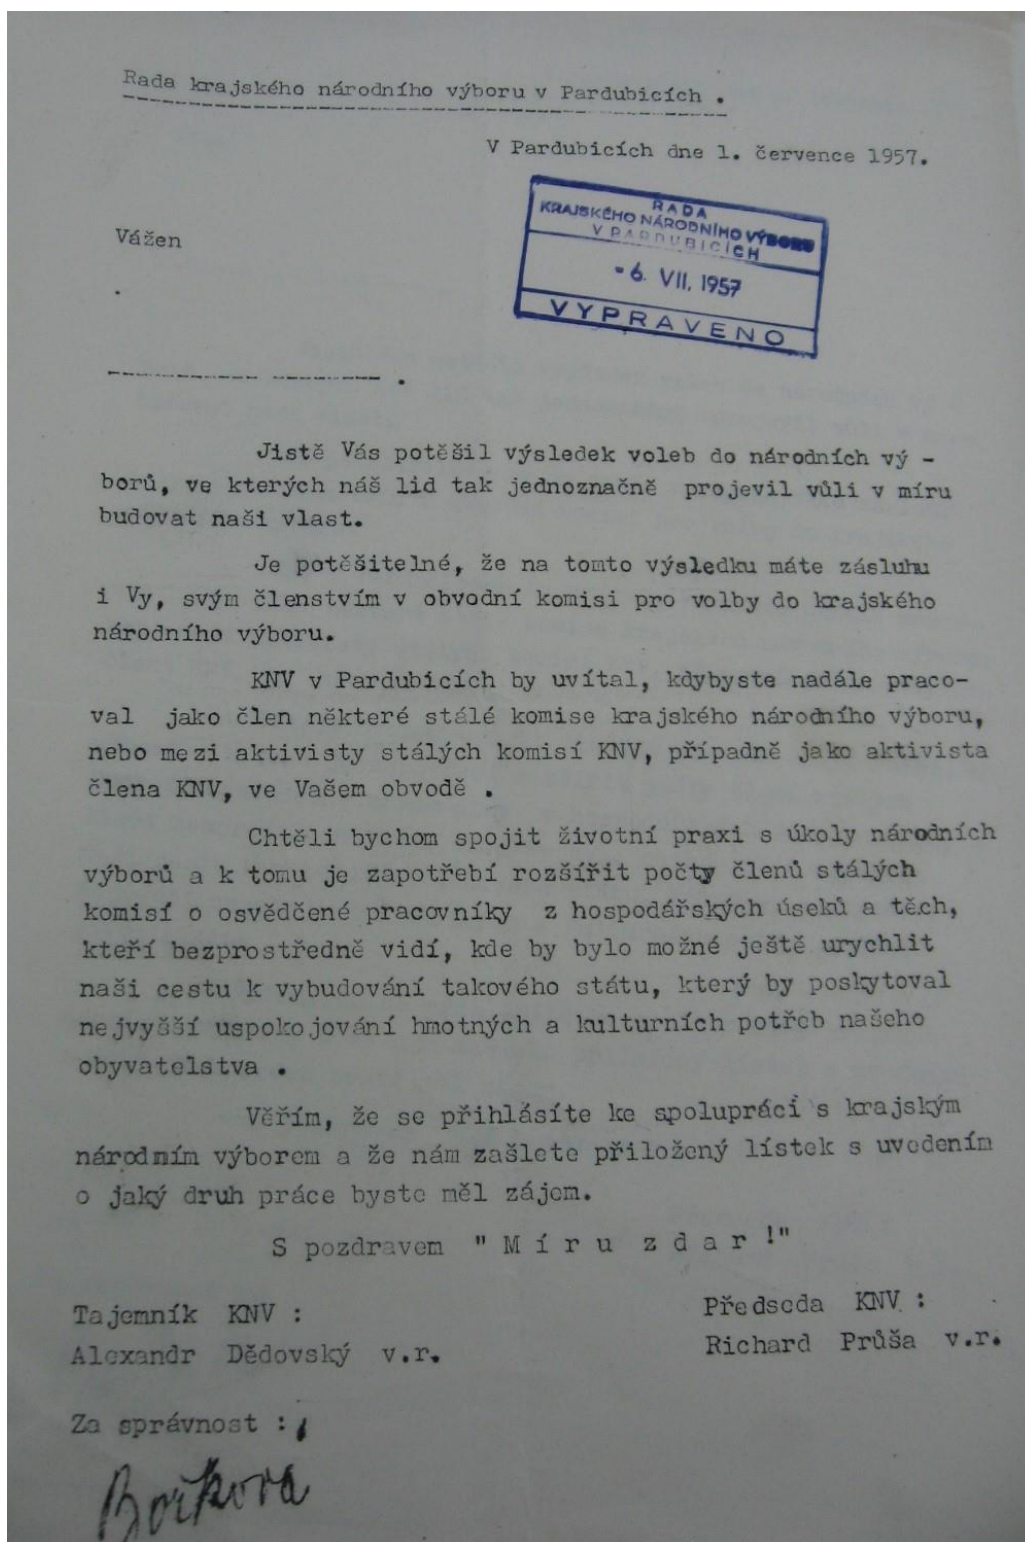 Rada krajského národního výboru v Pardubicích .
V Pardubicích dne 1. července 1957.
RADA
KRAJSKÉHO NÁRODNÍHO VÝBORU
V PARDUBICÍCH
- 6. VII. 1957
VYPRAVENO
Vážen
.
Jistě Vás potěšil výsledek voleb do národních vý -
borů, ve kterých náš lid tak jednoznačně projevil vůli v míru
budovat naši vlast.
Je potěšitelné, že na tomto výsledku máte zásluhu
i Vy, svým členstvím v obvodní komisi pro volby do krajského
národního výboru.
KNV v Pardubicích by uvítal, kdybyste nadále praco-
val jako člen některé stálé komise krajského národního výboru,
nebo mezi aktivisty stálých komisí KNV, případně jako aktivista
člena KNV, ve Vašem obvodě .
Chtěli bychom spojit životní praxi s úkoly národních
výborů a k tomu je zapotřebí rozšířit počty členů stálých
komisí o osvědčené pracovníky z hospodářských úseků a těch,
kteří bezprostředně vidí, kde by bylo možné ještě urychlit
naši cestu k vybudování takového státu, který by poskytoval
nejvyšší uspokojování hmotných a kulturních potřeb našeho
obyvatelstva .
Věřím, že se přihlásíte ke spolupráci s krajským
národním výborem a že nám zašlete přiložený lístek s uvedením
o jaký druh práce byste měl zájem.
S pozdravem " M í r u z d a r !"
Tajemník KNV :
Předseda KNV :
Alexandr Dědovský v.r.
Richard Průša v.r.
Za správnost :